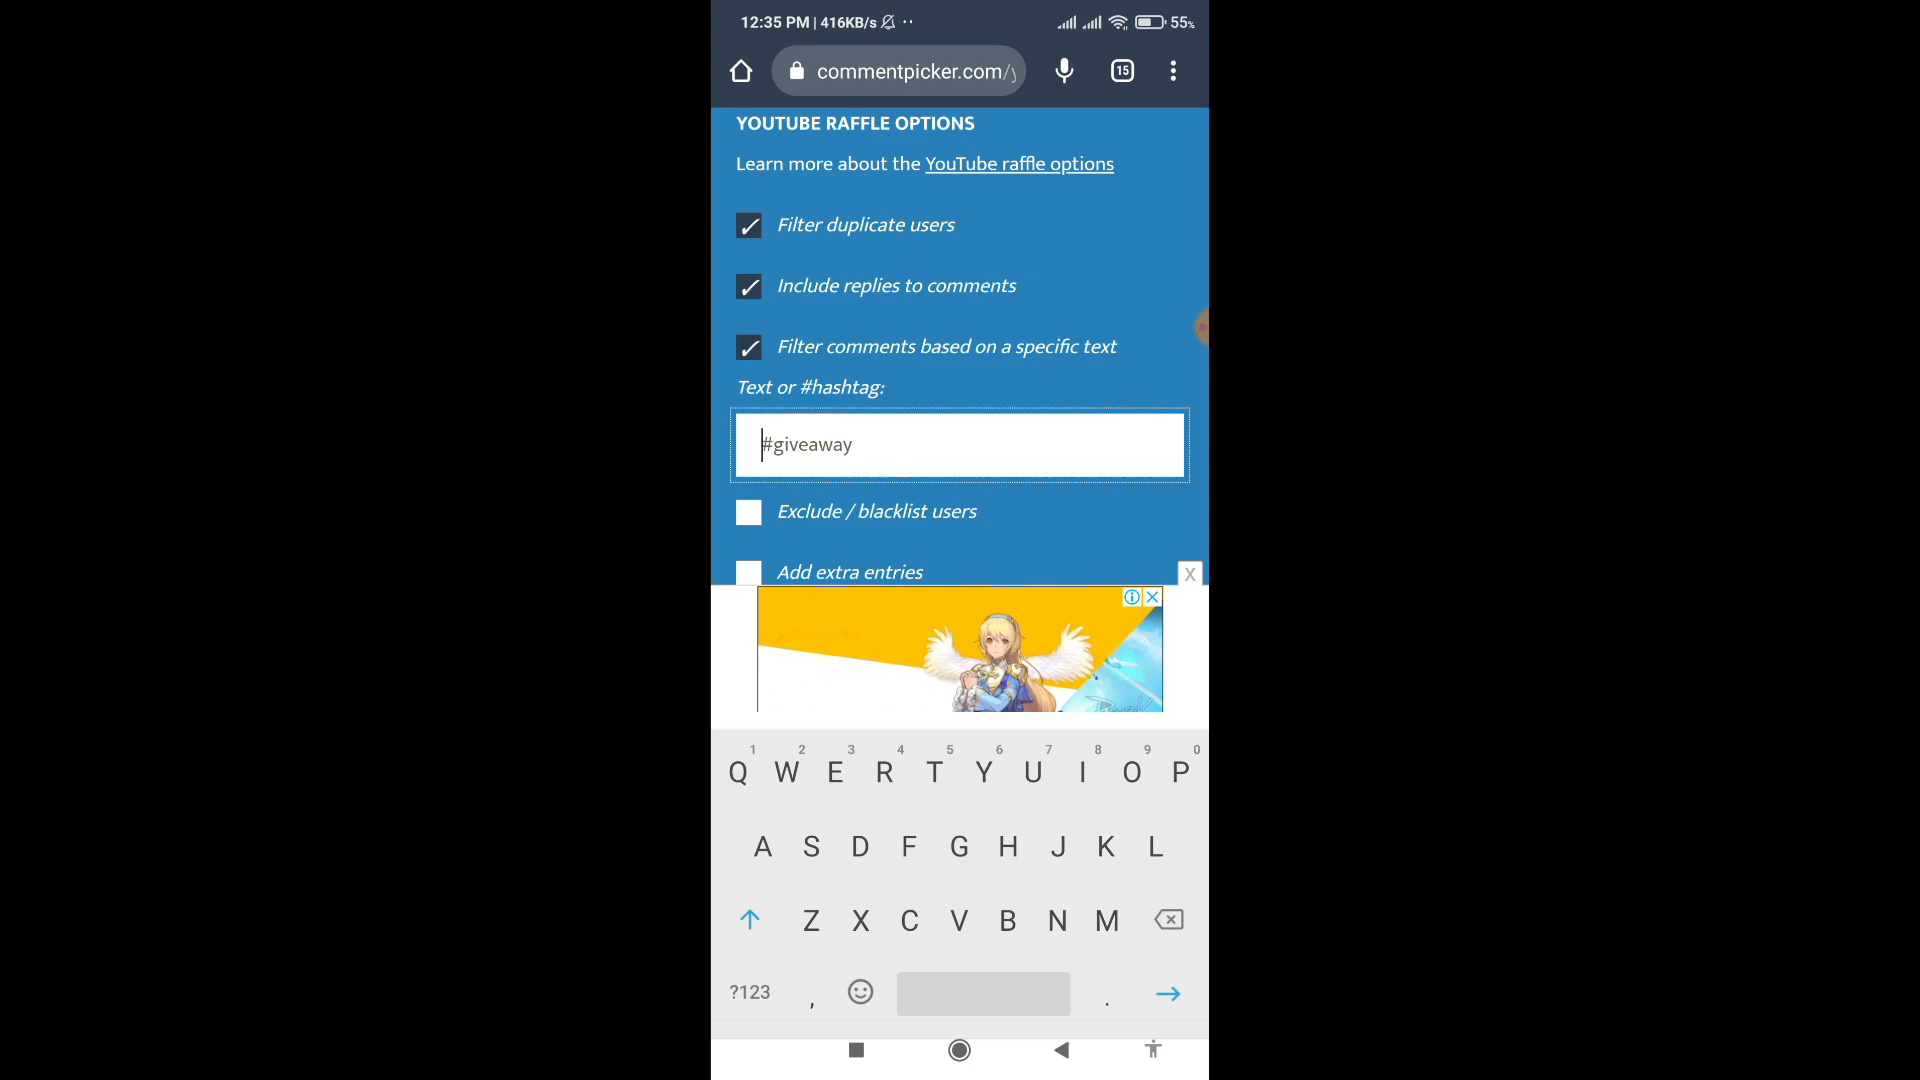 12:35 PM | 416KB/s
55%
commentpicker.com/y
15
YOUTUBE RAFFLE OPTIONS
Learn more about the YouTube raffle options
Filter duplicate users
Include replies to comments
Filter comments based on a specific text
Text or #hashtag:
#giveaway
Exclude / blacklist users
Add extra entries
X
1 2 3 4 5 6 7 8 9 0
Q W E R T Y U I O P
A S D F G H J K L
Z X C V B N M
?123 , .